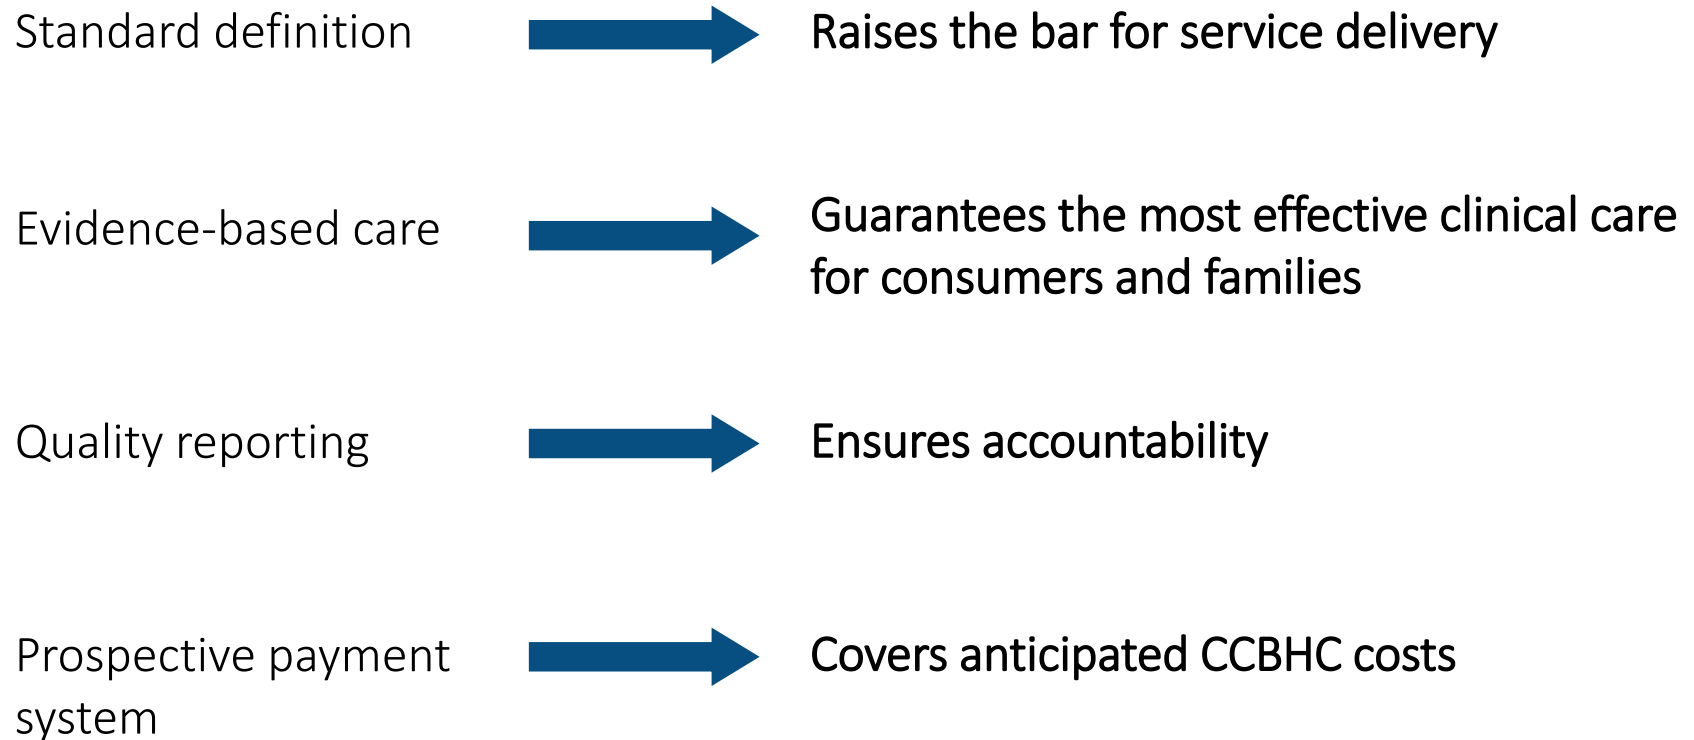 Standard definition
Raises the bar for service delivery
Evidence-based care
Guarantees the most effective clinical care
for consumers and families
Quality reporting
Ensures accountability
Prospective payment
system
Covers anticipated CCBHC costs